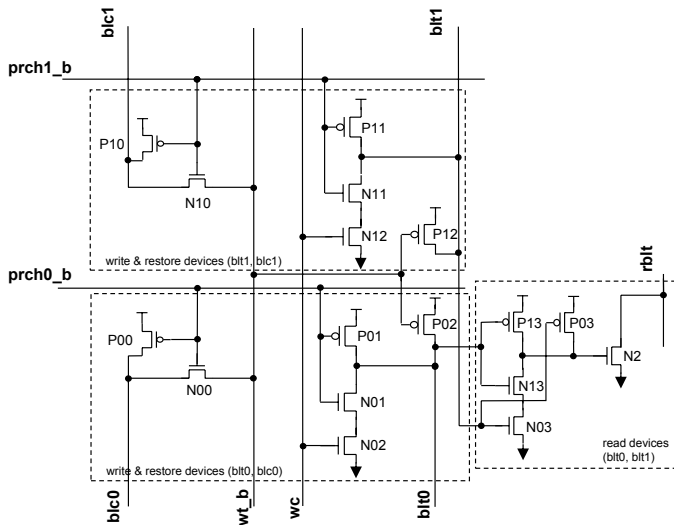 blc1
blt1
prch1_b
P10
P11
N10
N11
N12
P12
write & restore devices (blt1, blc1)
rblt
prch0_b
P00
P01
P02
P13
P03
N2
N00
N01
N13
N02
N03
write & restore devices (blt0, blc0)
read devices
(blt0, blt1)
blc0
wt_b
wc
blt0